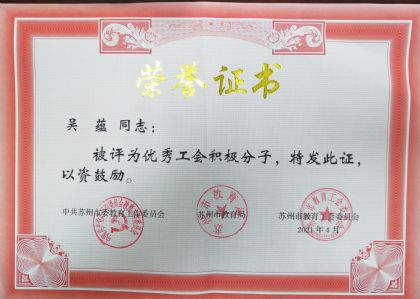 荣誉证书
吴 蕴 同志：
被评为优秀工会积极分子，特发此证，
以资鼓励。
中共苏州市委教育工作委员会 苏州市教育局 苏州市教育工会委员会
2021年4月